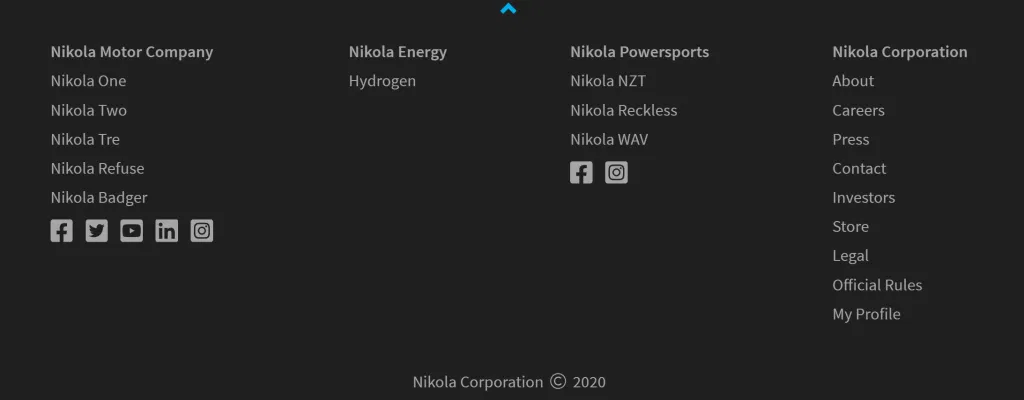 Nikola Motor Company
Nikola One
Nikola Two
Nikola Tre
Nikola Refuse
Nikola Badger
Nikola Energy
Hydrogen
Nikola Powersports
Nikola NZT
Nikola Reckless
Nikola WAV
Nikola Corporation
About
Careers
Press
Contact
Investors
Store
Legal
Official Rules
My Profile
Nikola Corporation © 2020